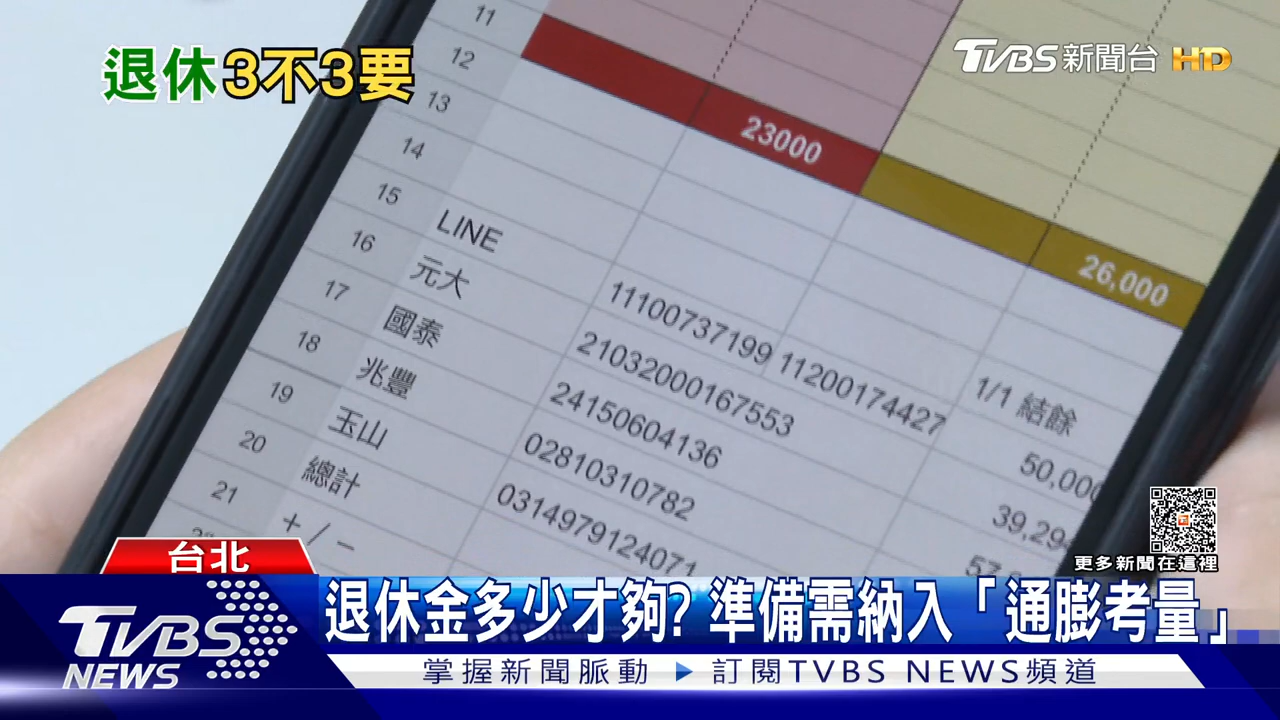 退休3不3要
TVBS新聞台 HD
11
12
13
23000
14
26,000
15
LINE
11100737199 11200174427
1/1 結餘
16
元大
21032000167553
50,000
17
國泰
24150604136
39,29
18
兆豐
02810310782
19
玉山
0314979124071
20
總計
21
+ / -
更多新聞在這裡
台北
退休金多少才夠? 準備需納入「通膨考量」
TVBS NEWS
掌握新聞脈動 ▶ 訂閱TVBS NEWS頻道